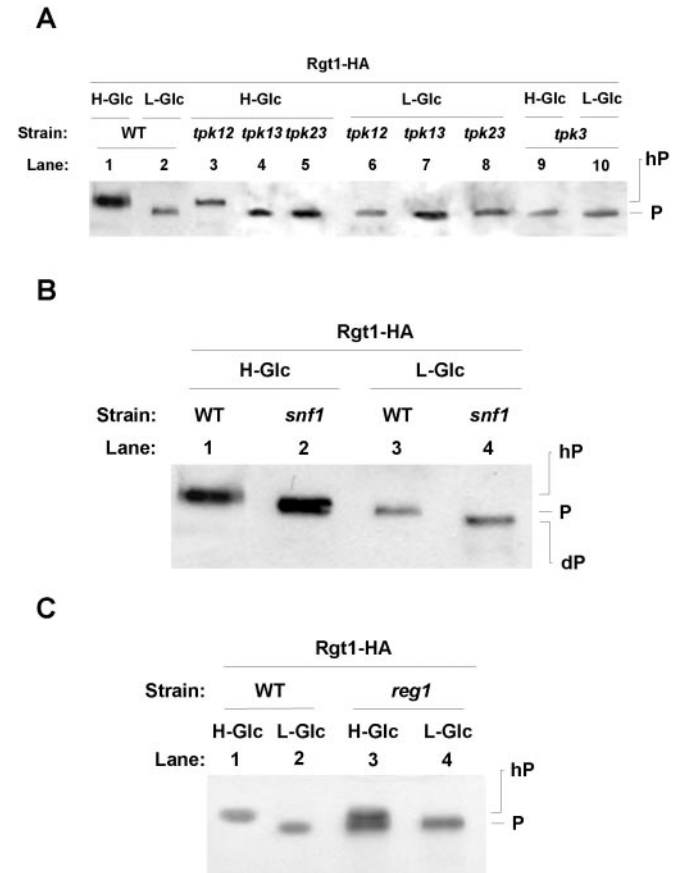 A
Rgt1-HA
H-Glc L-Glc H-Glc L-Glc H-Glc L-Glc
Strain: WT tpk12 tpk13 tpk23 tpk12 tpk13 tpk23 tpk3
Lane: 1 2 3 4 5 6 7 8 9 10 hP
P
B
Rgt1-HA
H-Glc L-Glc
Strain: WT snf1 WT snf1
Lane: 1 2 3 4 hP
P
dP
C
Rgt1-HA
Strain: WT reg1
H-Glc L-Glc H-Glc L-Glc
Lane: 1 2 3 4 hP
P